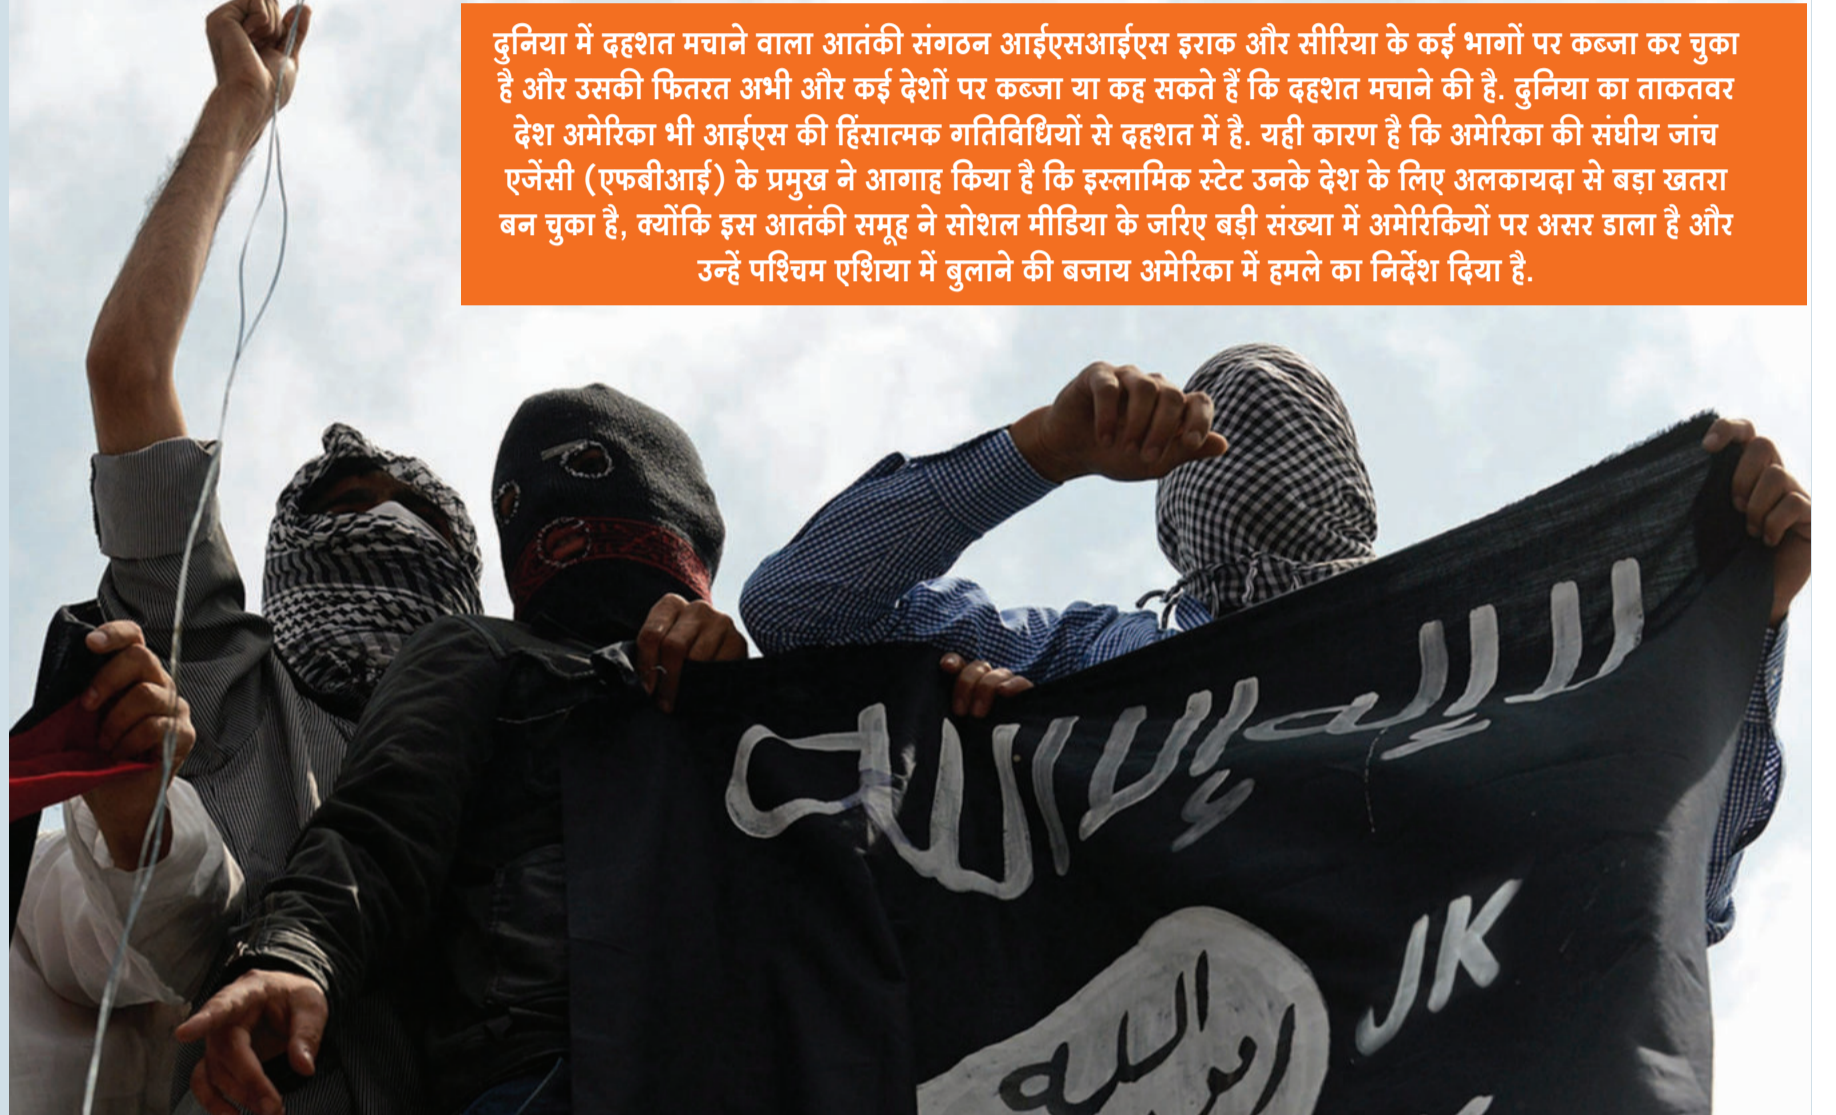 दुनिया में दहशत मचाने वाला आतंकी संगठन आईएसआईएस इराक और सीरिया के कई भागों पर कब्जा कर चुका
है और उसकी फितरत अभी और कई देशों पर कब्जा या कह सकते हैं कि दहशत मचाने की है. दुनिया का ताकतवर
देश अमेरिका भी आईएस की हिंसात्मक गतिविधियों से दहशत में है. यही कारण है कि अमेरिका की संघीय जांच
एजेंसी (एफबीआई) के प्रमुख ने आगाह किया है कि इस्लामिक स्टेट उनके देश के लिए अलकायदा से बड़ा खतरा
बन चुका है, क्योंकि इस आतंकी समूह ने सोशल मीडिया के जरिए बड़ी संख्या में अमेरिकियों पर असर डाला है और
उन्हें पश्चिम एशिया में बुलाने की बजाय अमेरिका में हमले का निर्देश दिया है.
لا إله إلا الله
JK
الله